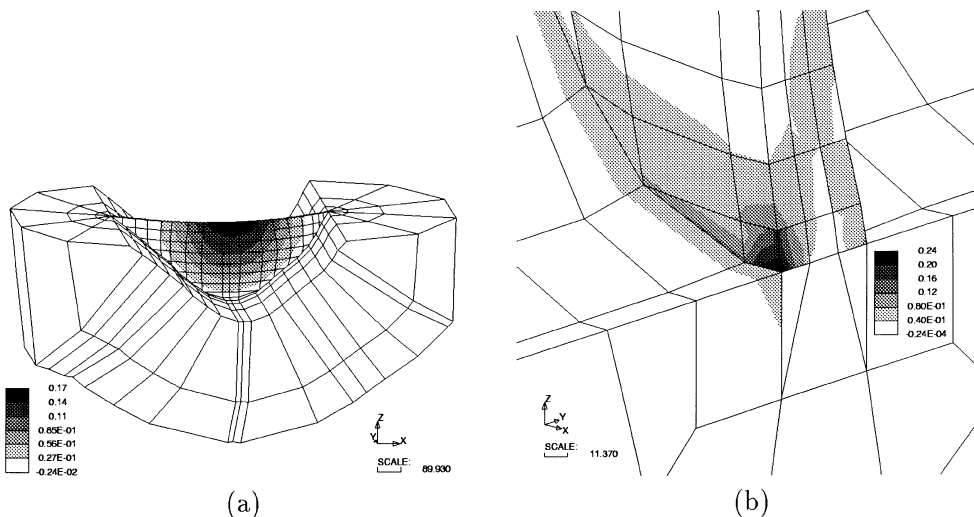 0.17
0.14
0.11
0.85E-01
0.56E-01
0.27E-01
-0.24E-02
Z
Y X
SCALE:
89.930
(a)
0.24
0.20
0.16
0.12
0.80E-01
0.40E-01
-0.24E-04
Z
Y
X
SCALE:
11.370
(b)